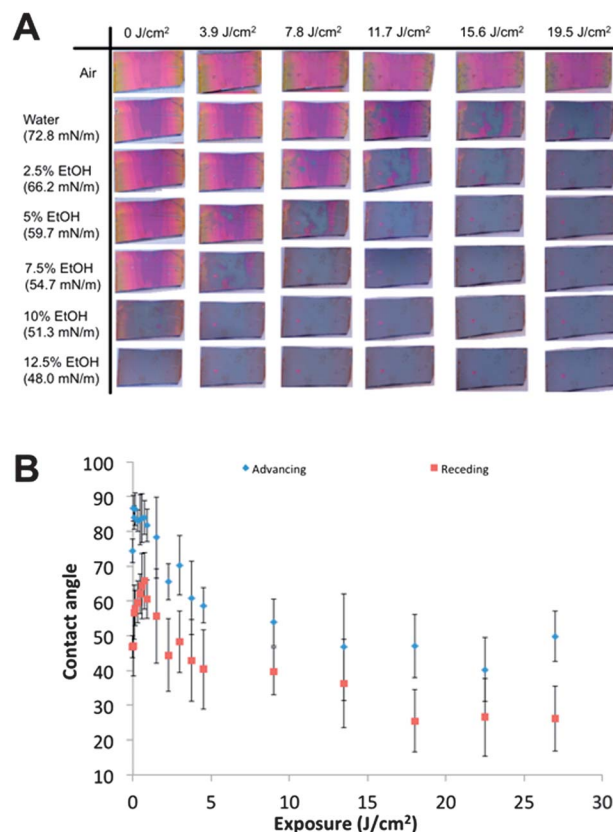 A
0 J/cm² 3.9 J/cm² 7.8 J/cm² 11.7 J/cm² 15.6 J/cm² 19.5 J/cm²
Air
Water
(72.8 mN/m)
2.5% EtOH
(66.2 mN/m)
5% EtOH
(59.7 mN/m)
7.5% EtOH
(54.7 mN/m)
10% EtOH
(51.3 mN/m)
12.5% EtOH
(48.0 mN/m)
B
Advancing Receding
100
90
80
70
60
50
40
30
20
10
Contact angle
0 5 10 15 20 25 30
Exposure (J/cm²)